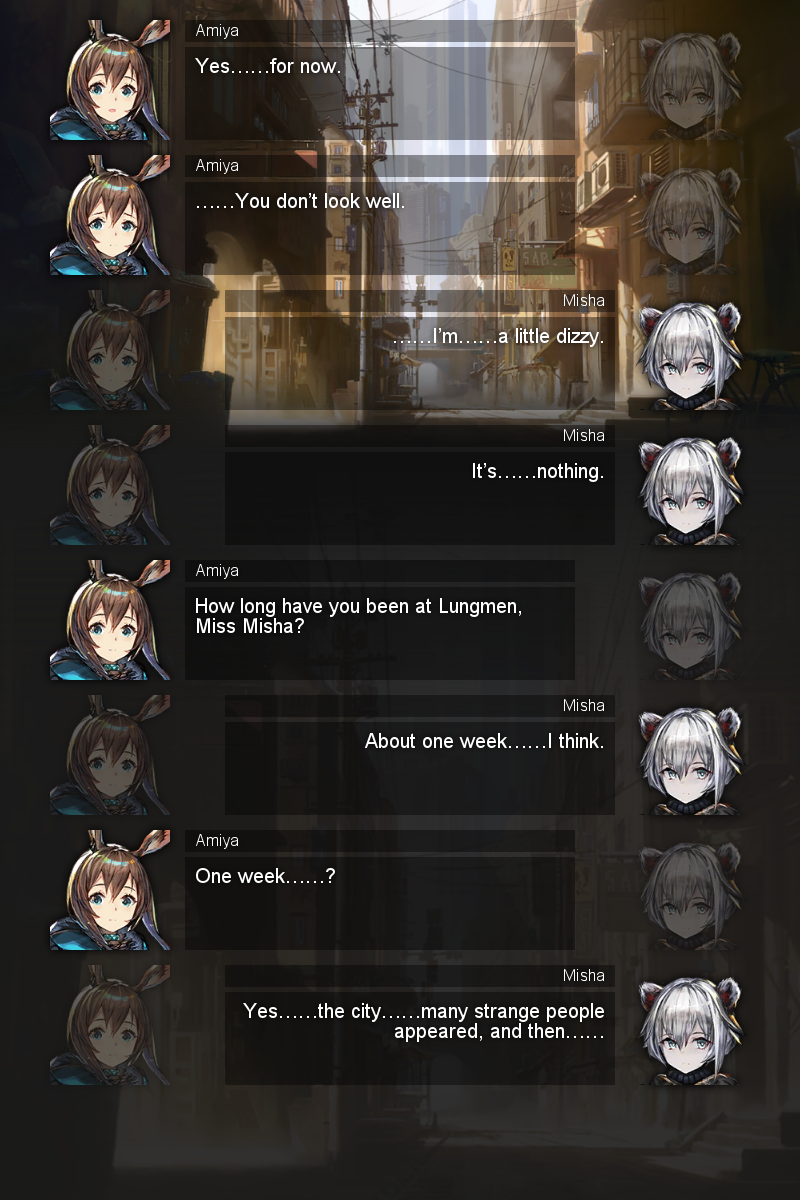 Amiya
Yes……for now.
Amiya
……You don't look well.
Misha
……I'm……a little dizzy.
Misha
It's……nothing.
Amiya
How long have you been at Lungmen,
Miss Misha?
Misha
About one week……I think.
Amiya
One week……?
Misha
Yes……the city……many strange people
appeared, and then……